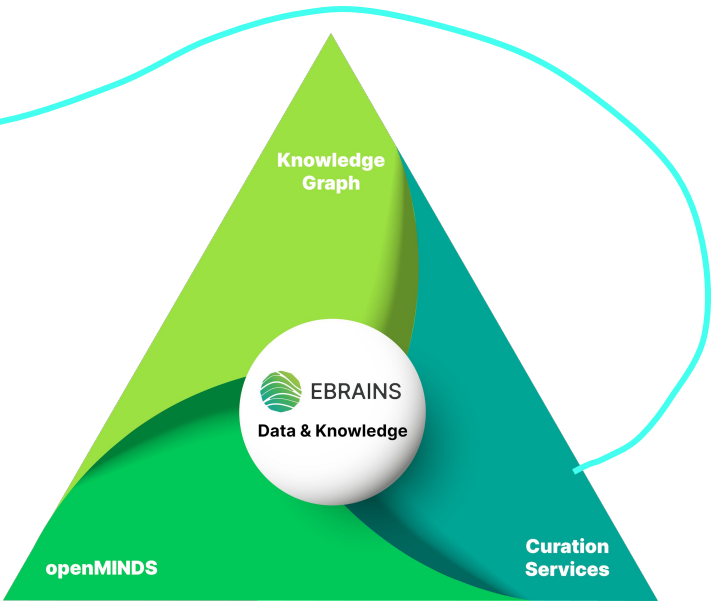 Knowledge
Graph
EBRAINS
Data & Knowledge
Curation
Services
openMINDS